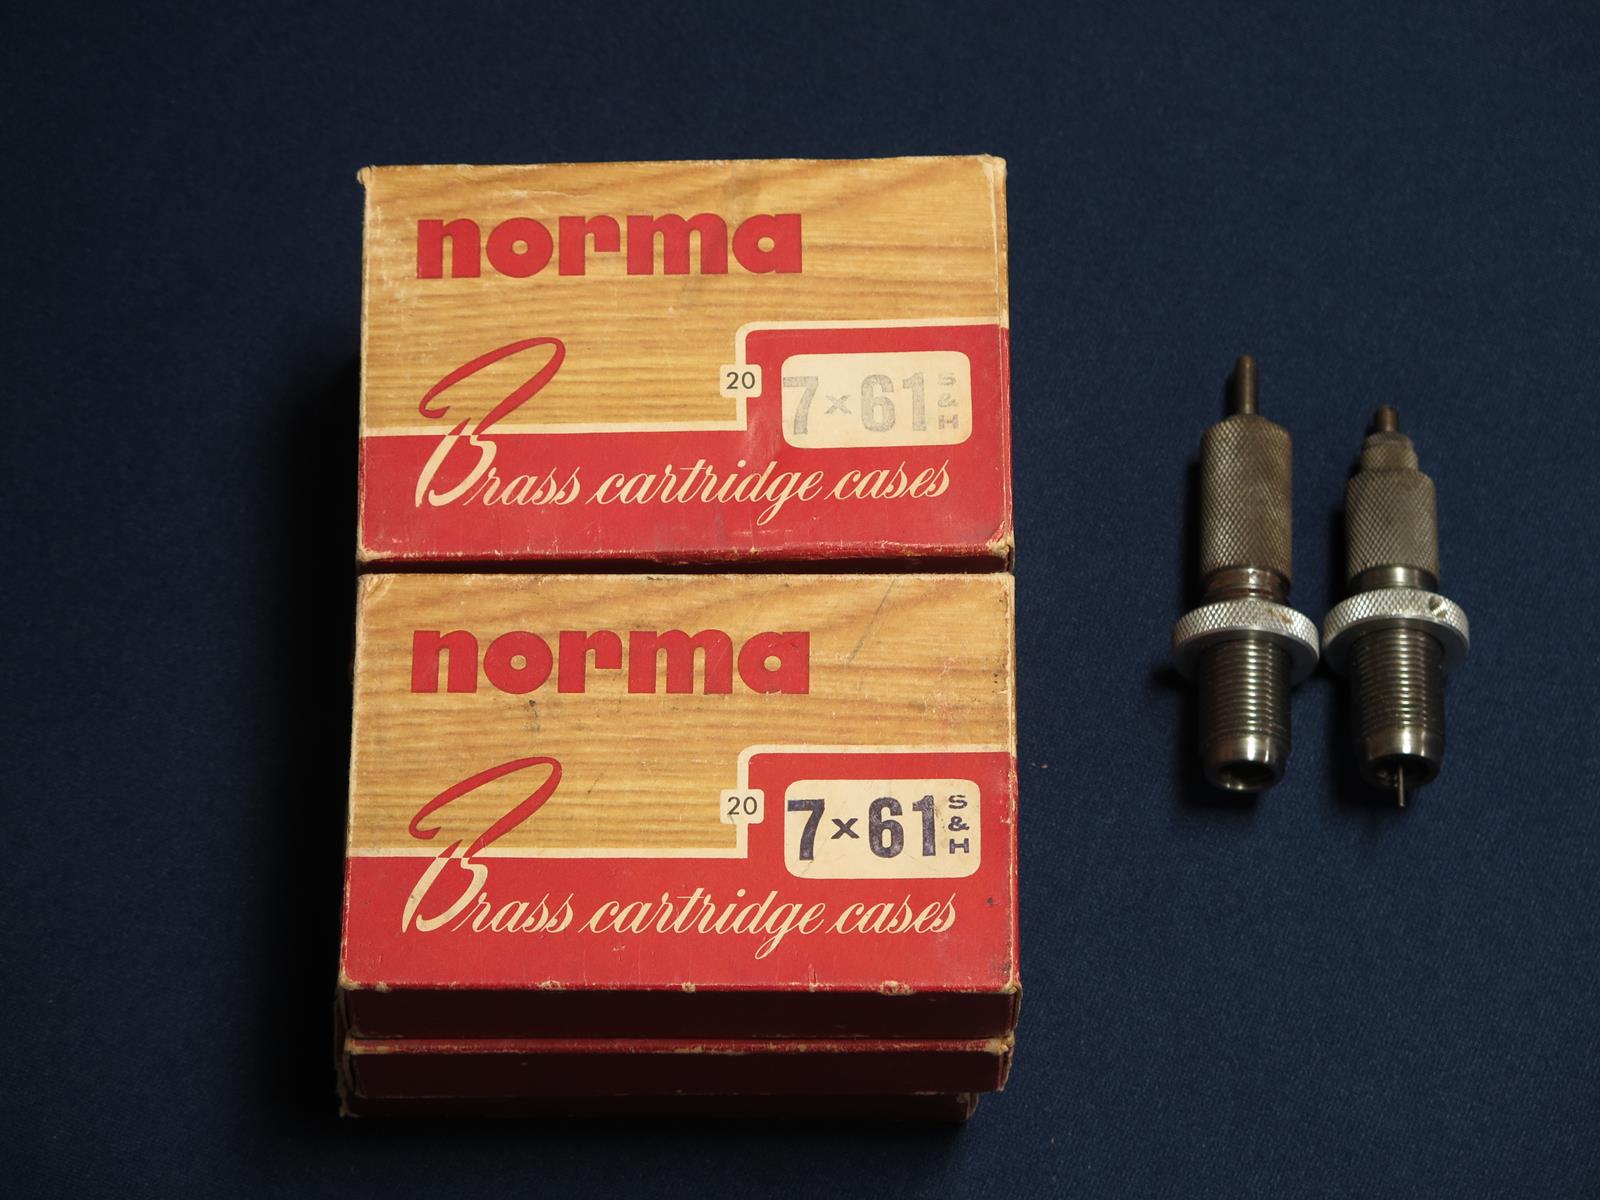 norma
20
7×61 S & H
Brass cartridge cases
norma
20
7×61 S & H
Brass cartridge cases